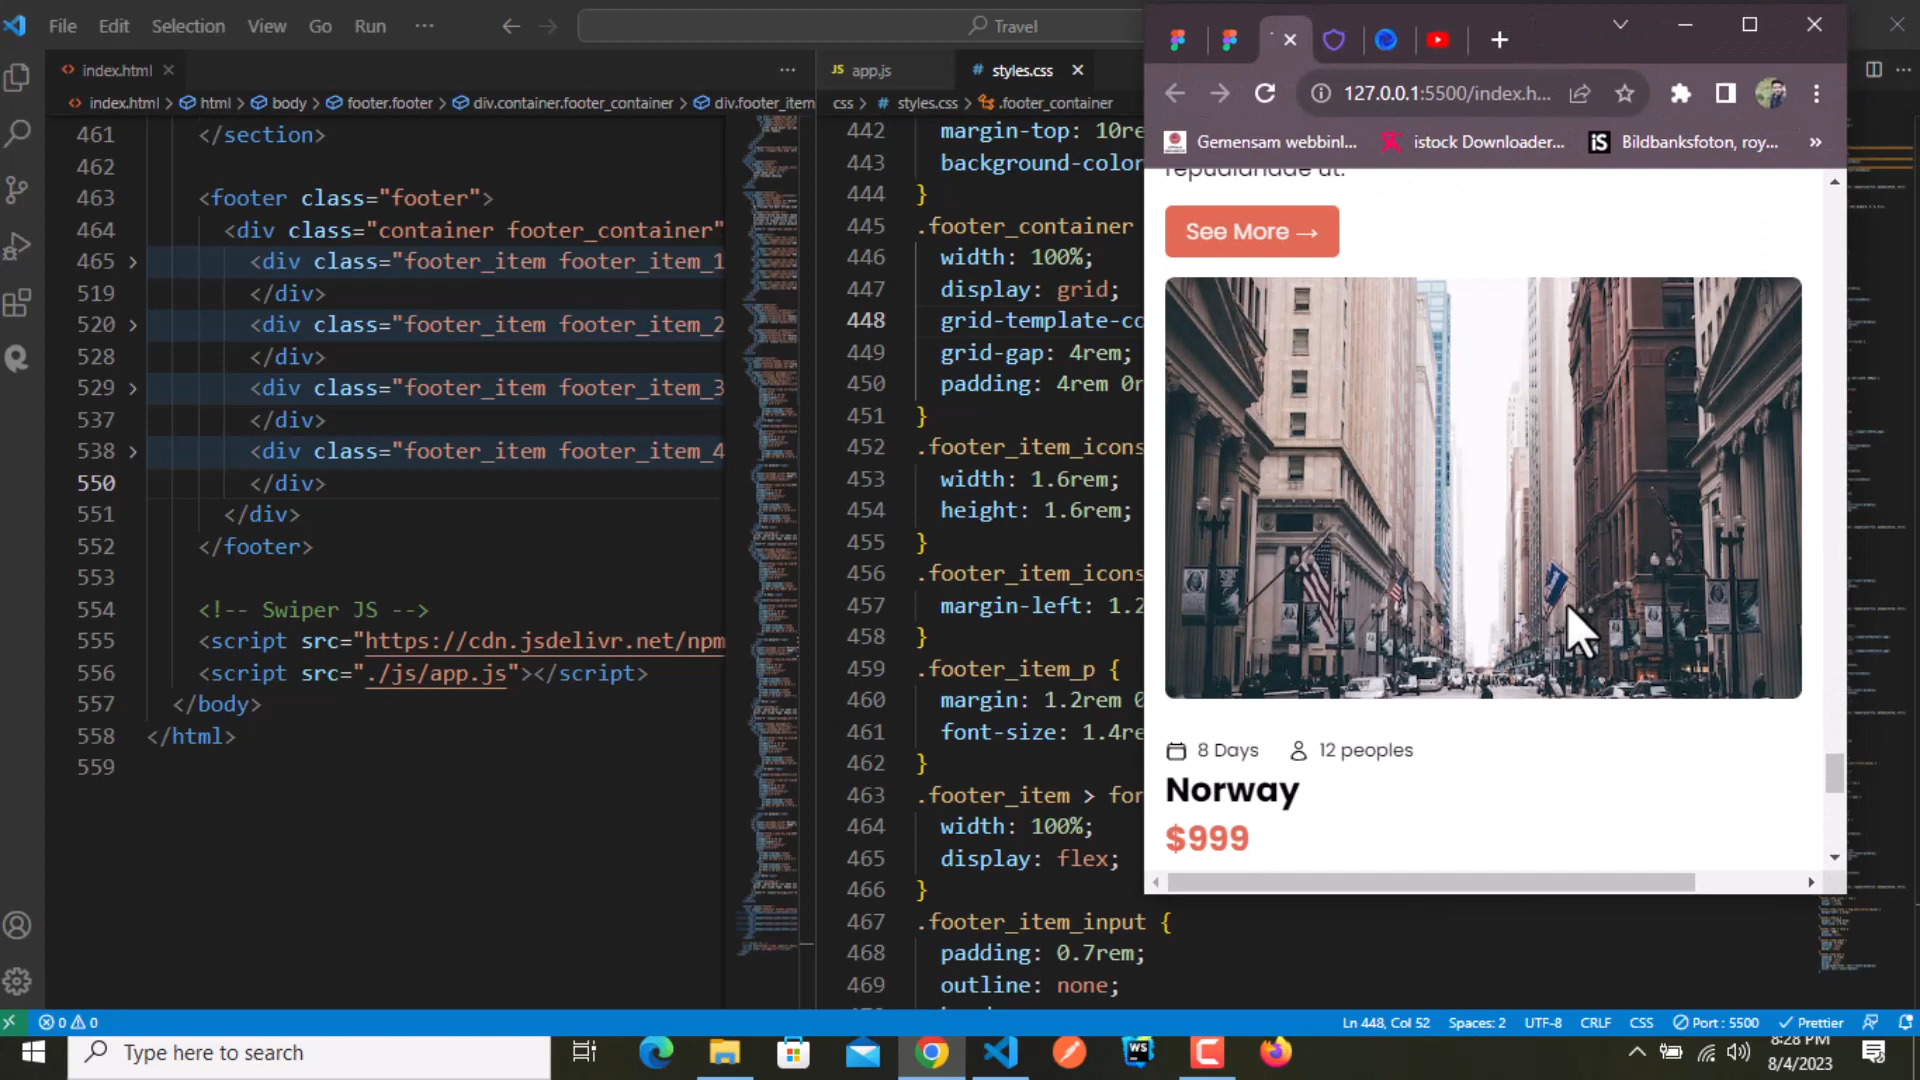 File Edit Selection View Go Run ···
Travel
index.html
JS app.js
# styles.css
index.html > html > body > footer.footer > div.container.footer_container > div.footer_item
css > # styles.css > .footer_container
461 </section>
462
463 <footer class="footer">
464 <div class="container footer_container"
465 <div class="footer_item footer_item_1
519 </div>
520 <div class="footer_item footer_item_2
528 </div>
529 <div class="footer_item footer_item_3
537 </div>
538 <div class="footer_item footer_item_4
550 </div>
551 </div>
552 </footer>
553
554 <!-- Swiper JS -->
555 <script src="https://cdn.jsdelivr.net/npm
556 <script src="./js/app.js"></script>
557 </body>
558 </html>
559
442 margin-top: 10re
443 background-color
444 }
445 .footer_container
446 width: 100%;
447 display: grid;
448 grid-template-co
449 grid-gap: 4rem;
450 padding: 4rem 0r
451 }
452 .footer_item_icons
453 width: 1.6rem;
454 height: 1.6rem;
455 }
456 .footer_item_icons
457 margin-left: 1.2
458 }
459 .footer_item_p {
460 margin: 1.2rem 0
461 font-size: 1.4re
462 }
463 .footer_item > for
464 width: 100%;
465 display: flex;
466 }
467 .footer_item_input {
468 padding: 0.7rem;
469 outline: none;
127.0.0.1:5500/index.h...
Gemensam webbinl...
istock Downloader...
iS Bildbanksfoton, roy...
»
repudiandae ut.
See More →
8 Days 12 peoples
Norway
$999
0 0
Ln 448, Col 52 Spaces: 2 UTF-8 CRLF CSS Port : 5500 Prettier
Type here to search
WS
8:28 PM
8/4/2023